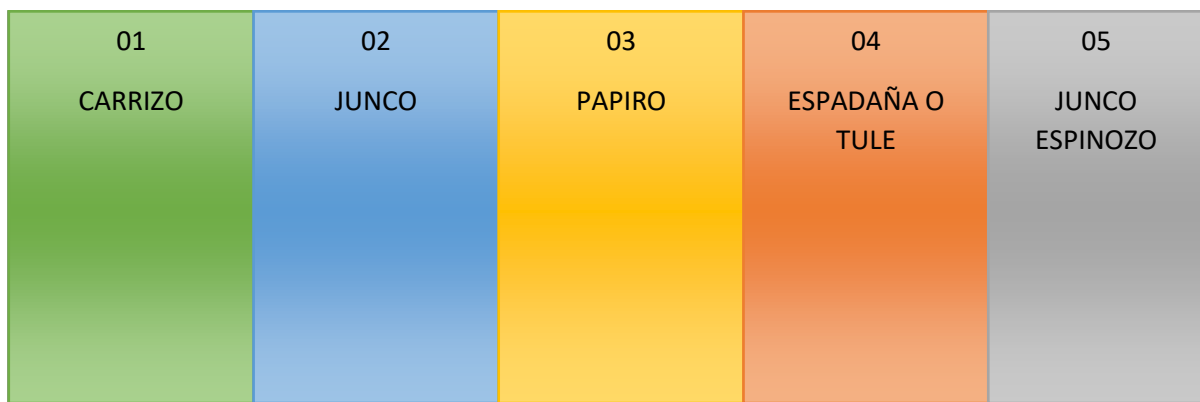 01
CARRIZO
02
JUNCO
03
PAPIRO
04
ESPADAÑA O
TULE
05
JUNCO
ESPINOZO